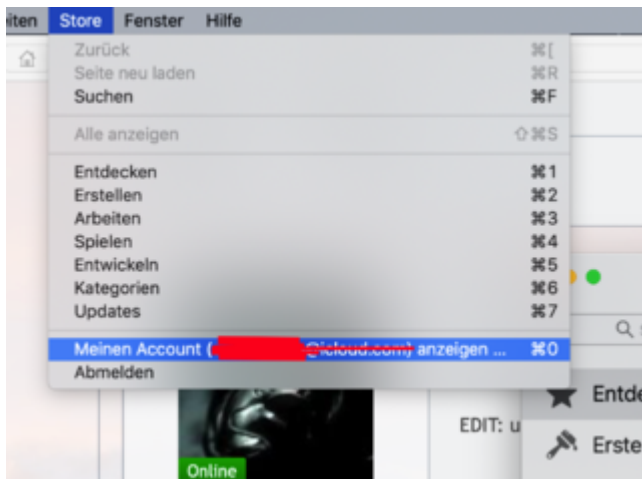 eiten Store Fenster Hilfe
Zurück ⌘[
Seite neu laden ⌘R
Suchen ⌘F
Alle anzeigen ⇧⌘S
Entdecken ⌘1
Erstellen ⌘2
Arbeiten ⌘3
Spielen ⌘4
Entwickeln ⌘5
Kategorien ⌘6
Updates ⌘7
Meinen Account ( @icloud.com) anzeigen ... ⌘0
Abmelden
Entde
EDIT: u
Erste
Online